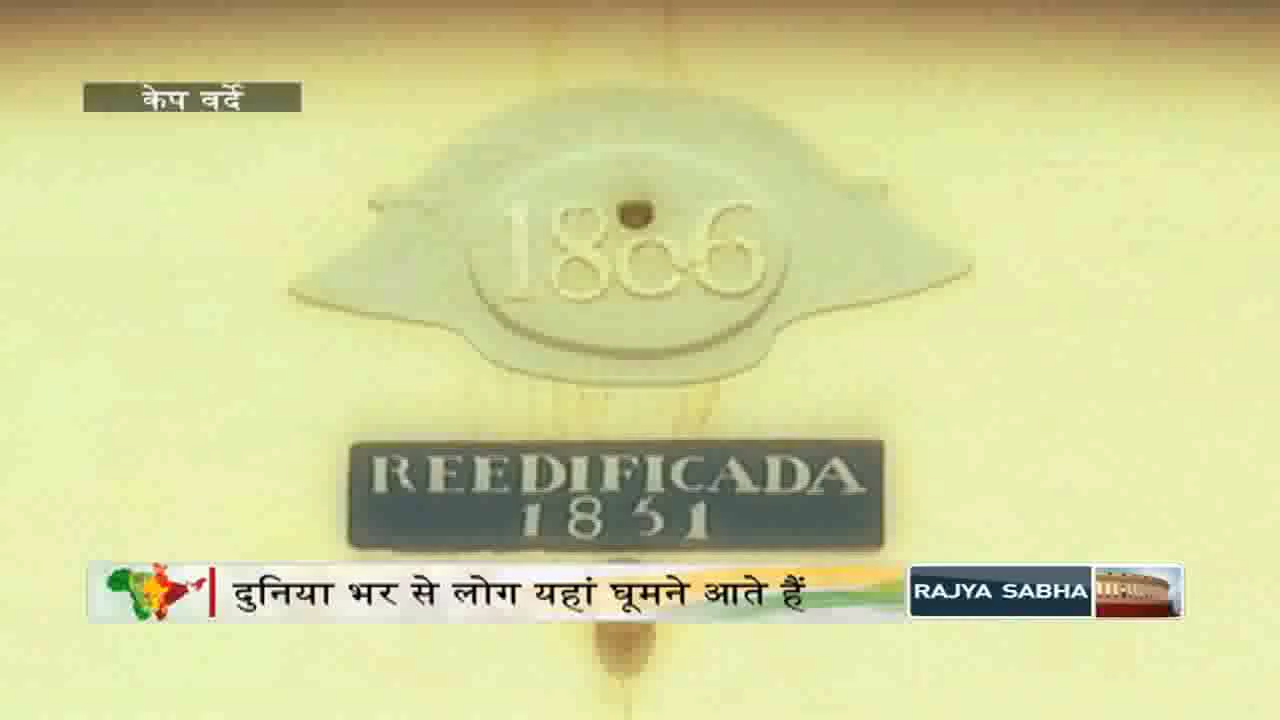 केप वर्दे
1866
REEDIFICADA
1851
दुनिया भर से लोग यहां घूमने आते हैं
RAJYA SABHA